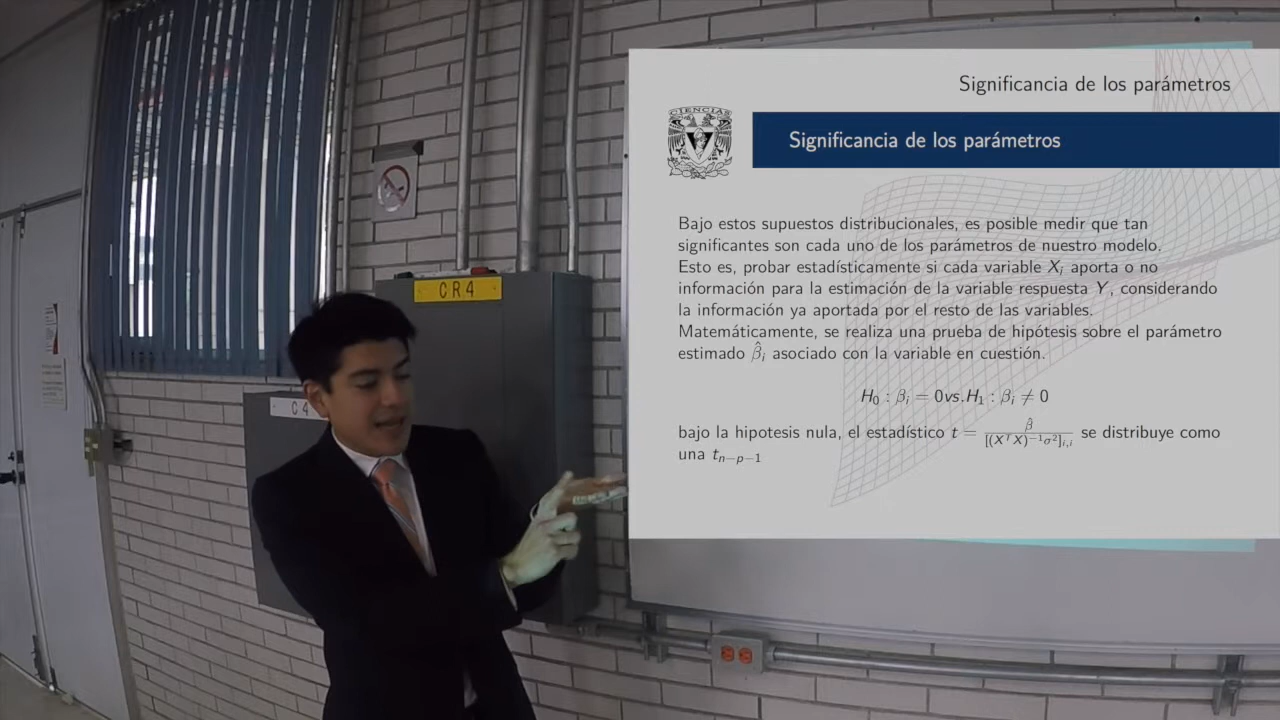 Significancia de los parámetros
CIENCIAS
Significancia de los parámetros
Bajo estos supuestos distribucionales, es posible medir que tan
significantes son cada uno de los parámetros de nuestro modelo.
Esto es, probar estadísticamente si cada variable X_i aporta o no
información para la estimación de la variable respuesta Y, considerando
la información ya aportada por el resto de las variables.
Matemáticamente, se realiza una prueba de hipótesis sobre el parámetro
estimado β̂_i asociado con la variable en cuestión.
H_0 : β_i = 0vs.H_1 : β_i ≠ 0
bajo la hipotesis nula, el estadístico t = β̂ / [(X^T X)^{-1}σ^2]_{i,i} se distribuye como
una t_{n-p-1}
CR4
C 4